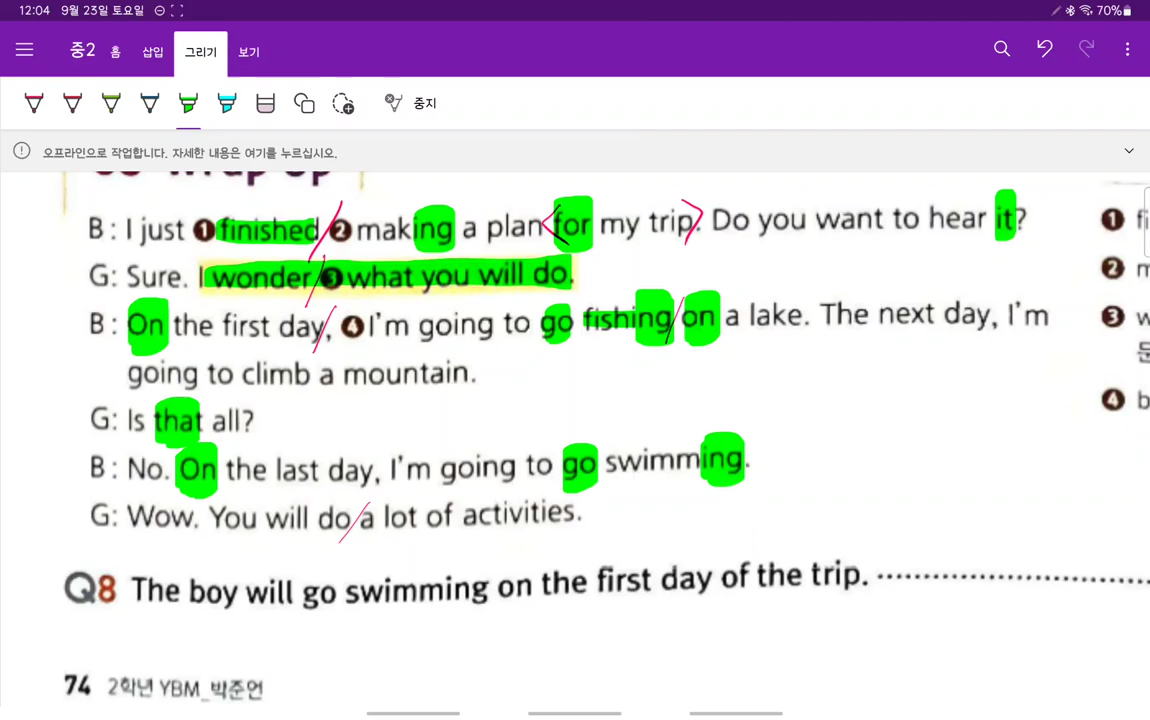 12:04 9월 23일 토요일 70%
중2 홈 삽입 그리기 보기
중지
오프라인으로 작업합니다. 자세한 내용은 여기를 누르십시오.
B : I just ❶finished ❷making a plan for my trip. Do you want to hear it?
G: Sure. I wonder ❸what you will do.
B : On the first day, ❹I'm going to go fishing on a lake. The next day, I'm
going to climb a mountain.
G: Is that all?
B : No. On the last day, I'm going to go swimming.
G: Wow. You will do a lot of activities.
Q8 The boy will go swimming on the first day of the trip.
74 2학년 YBM_박준언
❶
❷
❸
❹